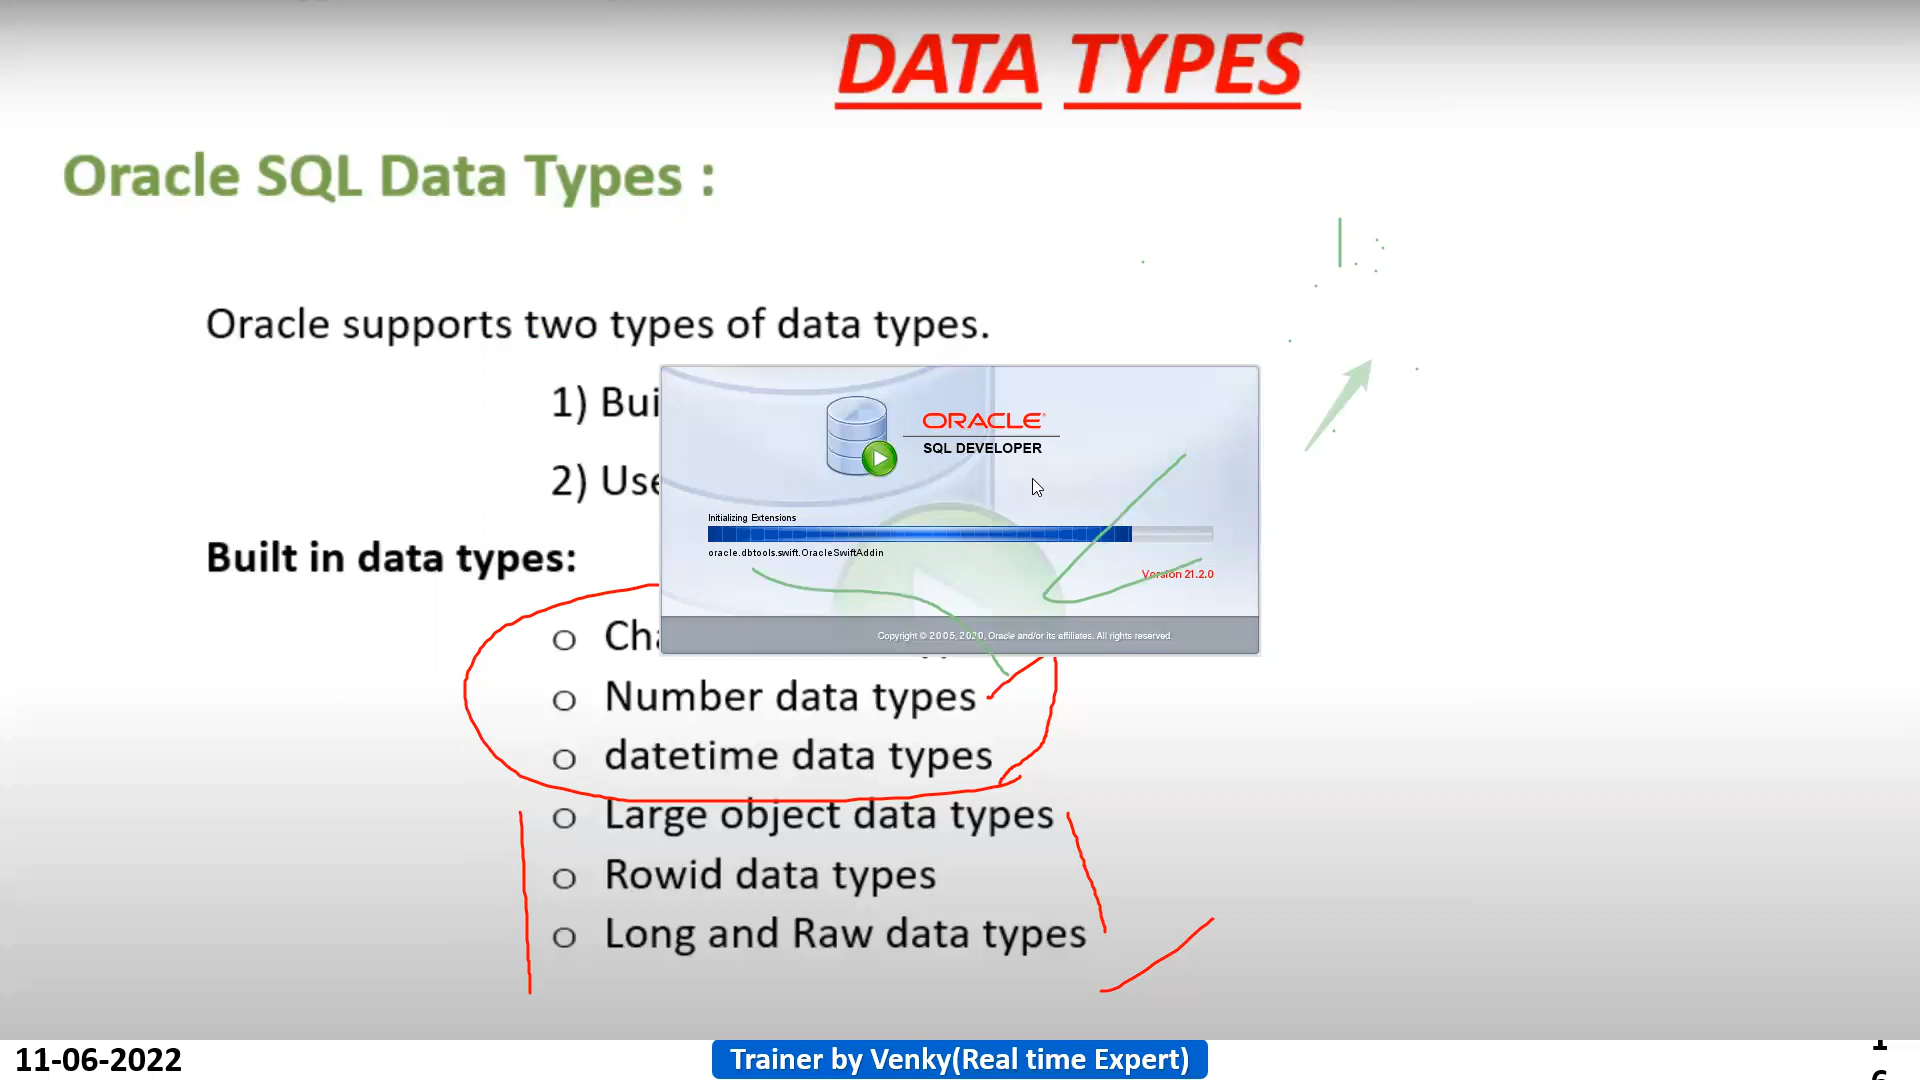 DATA TYPES
Oracle SQL Data Types :
Oracle supports two types of data types.
1) Bui
2) Use
ORACLE
SQL DEVELOPER
Initializing Extensions
oracle.dbtools.swift.OracleSwiftAddin
Version 21.2.0
Copyright © 2005, 2020, Oracle and/or its affiliates. All rights reserved.
Built in data types:
o Cha
o Number data types
o datetime data types
o Large object data types
o Rowid data types
o Long and Raw data types
11-06-2022
Trainer by Venky(Real time Expert)